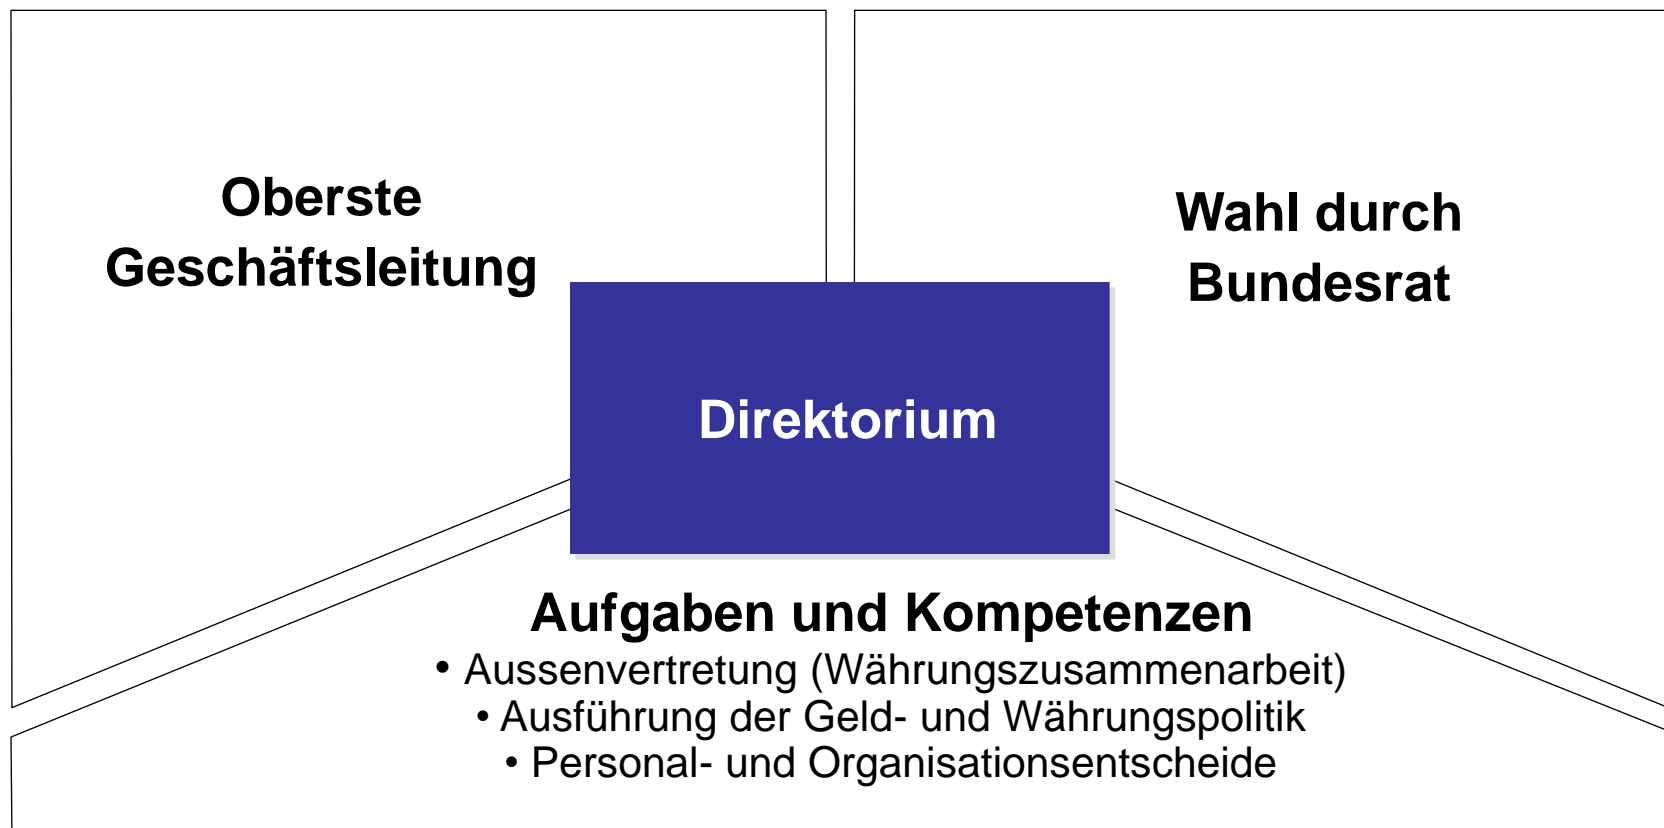 Oberste
Geschäftsleitung
Wahl durch
Bundesrat
Direktorium
Aufgaben und Kompetenzen
• Aussenvertretung (Währungszusammenarbeit)
• Ausführung der Geld- und Währungspolitik
• Personal- und Organisationsentscheide